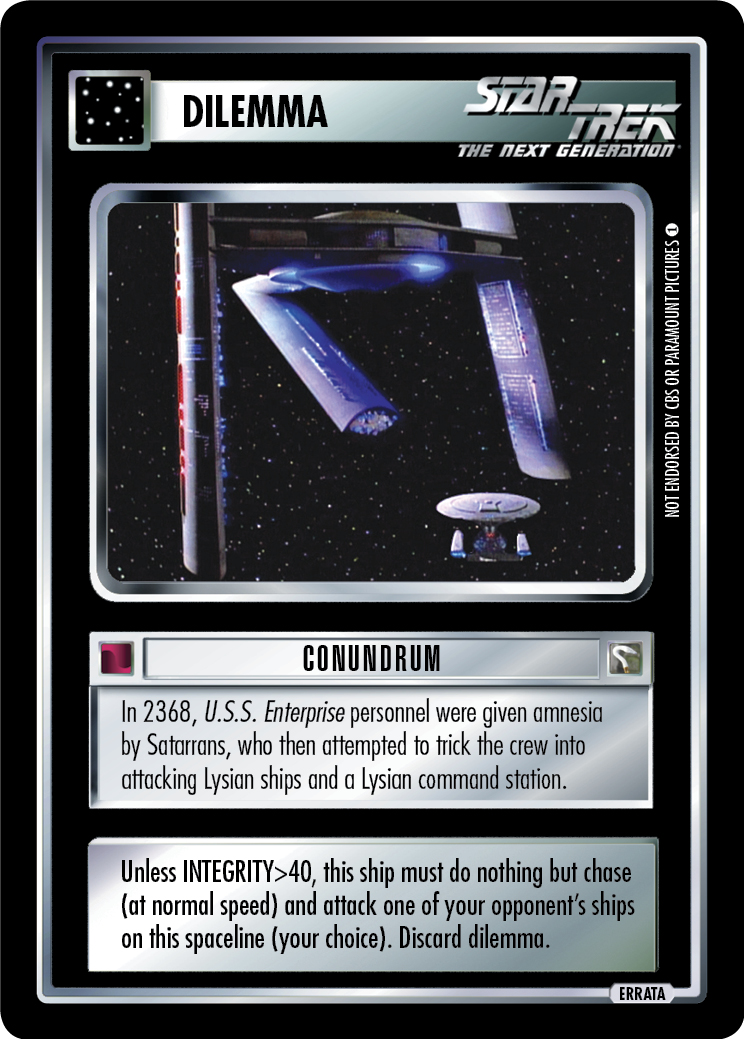 DILEMMA
STAR TREK
THE NEXT GENERATION
NOT ENDORSED BY CBS OR PARAMOUNT PICTURES 1
CONUNDRUM
In 2368, U.S.S. Enterprise personnel were given amnesia
by Satarrans, who then attempted to trick the crew into
attacking Lysian ships and a Lysian command station.
Unless INTEGRITY>40, this ship must do nothing but chase
(at normal speed) and attack one of your opponent's ships
on this spaceline (your choice). Discard dilemma.
ERRATA